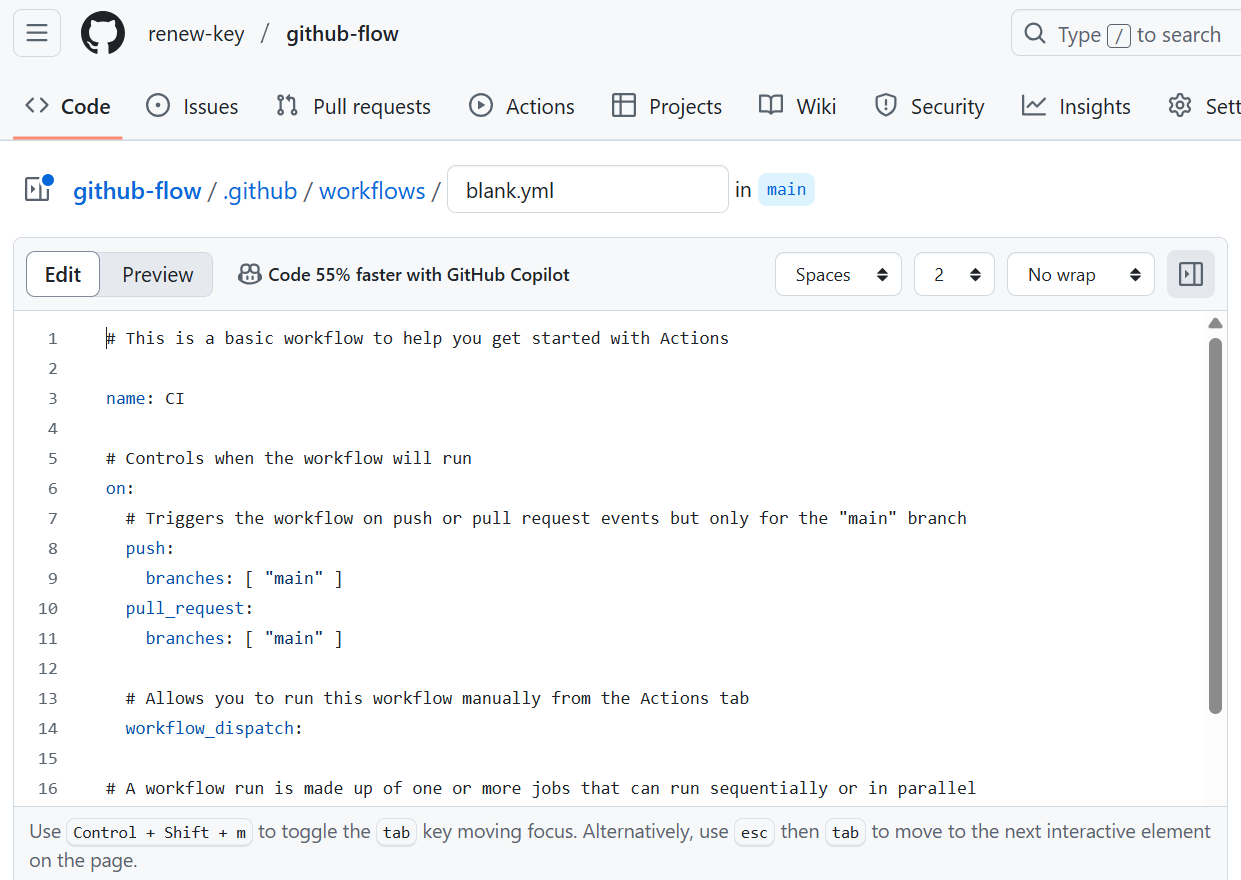 renew-key / github-flow
Type / to search
Code Issues Pull requests Actions Projects Wiki Security Insights Sett
github-flow / .github / workflows / blank.yml in main
Edit Preview Code 55% faster with GitHub Copilot Spaces 2 No wrap
1 # This is a basic workflow to help you get started with Actions
2
3 name: CI
4
5 # Controls when the workflow will run
6 on:
7   # Triggers the workflow on push or pull request events but only for the "main" branch
8   push:
9     branches: [ "main" ]
10   pull_request:
11     branches: [ "main" ]
12
13   # Allows you to run this workflow manually from the Actions tab
14   workflow_dispatch:
15
16 # A workflow run is made up of one or more jobs that can run sequentially or in parallel
Use Control + Shift + m to toggle the tab key moving focus. Alternatively, use esc then tab to move to the next interactive element
on the page.